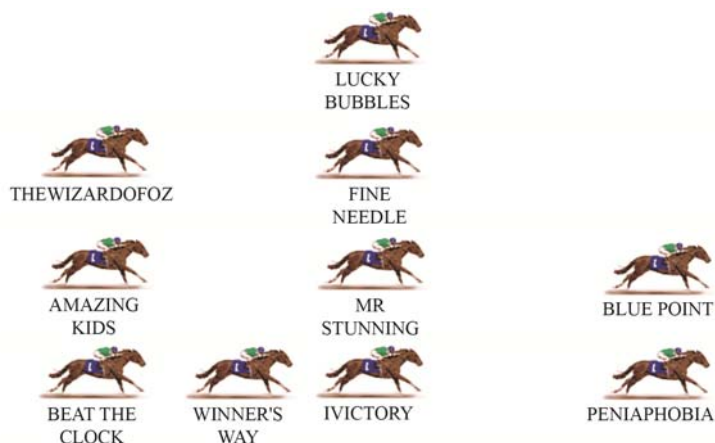 LUCKY
BUBBLES
THEWIZARDOFOZ
FINE
NEEDLE
AMAZING
KIDS
MR
STUNNING
BLUE POINT
BEAT THE
CLOCK
WINNER'S
WAY
IVICTORY
PENIAPHOBIA